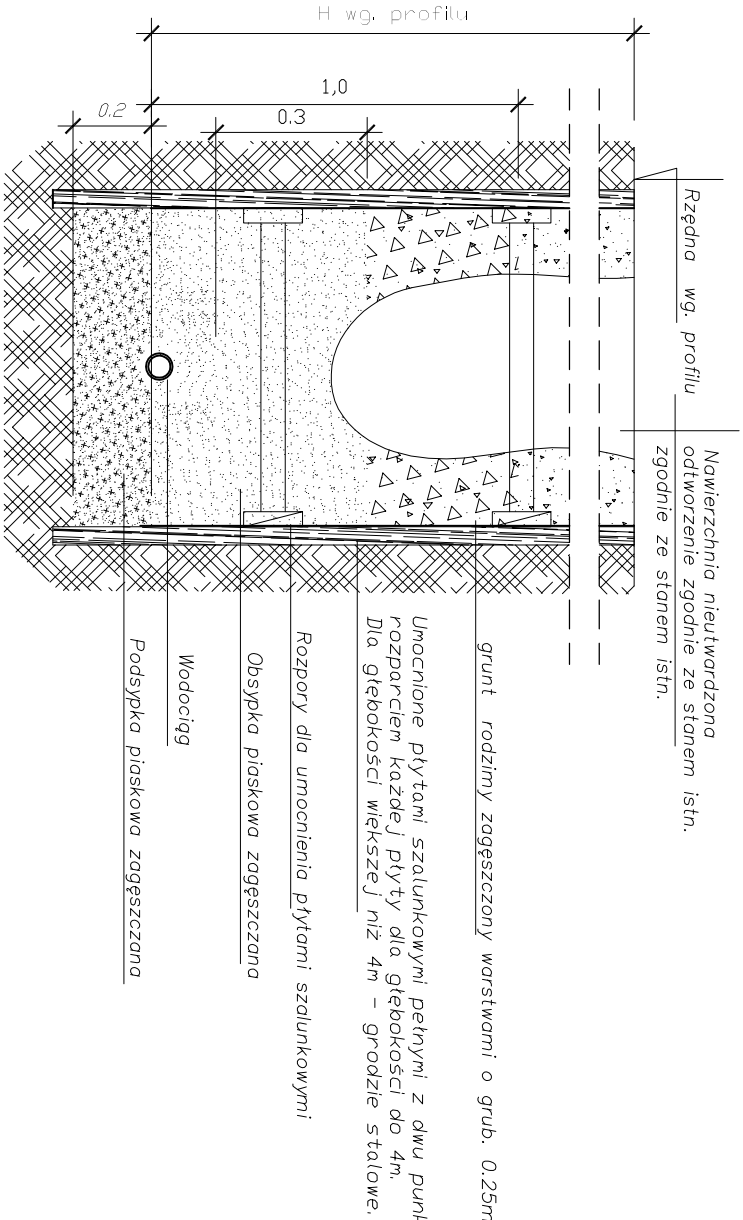 H wg. profilu
1,0
0.3
0.2
Rzędna wg. profilu
Nawierzchnia nieutwardzona
odtworzenie zgodnie ze stanem istn.
zgodnie ze stanem istn.
1
grunt rodzimy zagęszczony warstwami o grub. 0.25m
Umocnione płytami szalunkowymi pełnymi z dwu
rozparciem każdej płyty dla głębokości do 4m.
Dla głębokości większej niż 4m - grodzie stalowe.
Rozpory dla umocnienia płytami szalunkowymi
Obsypka piaskowa zagęszczana
Wodociąg
Podsypka piaskowa zagęszczana